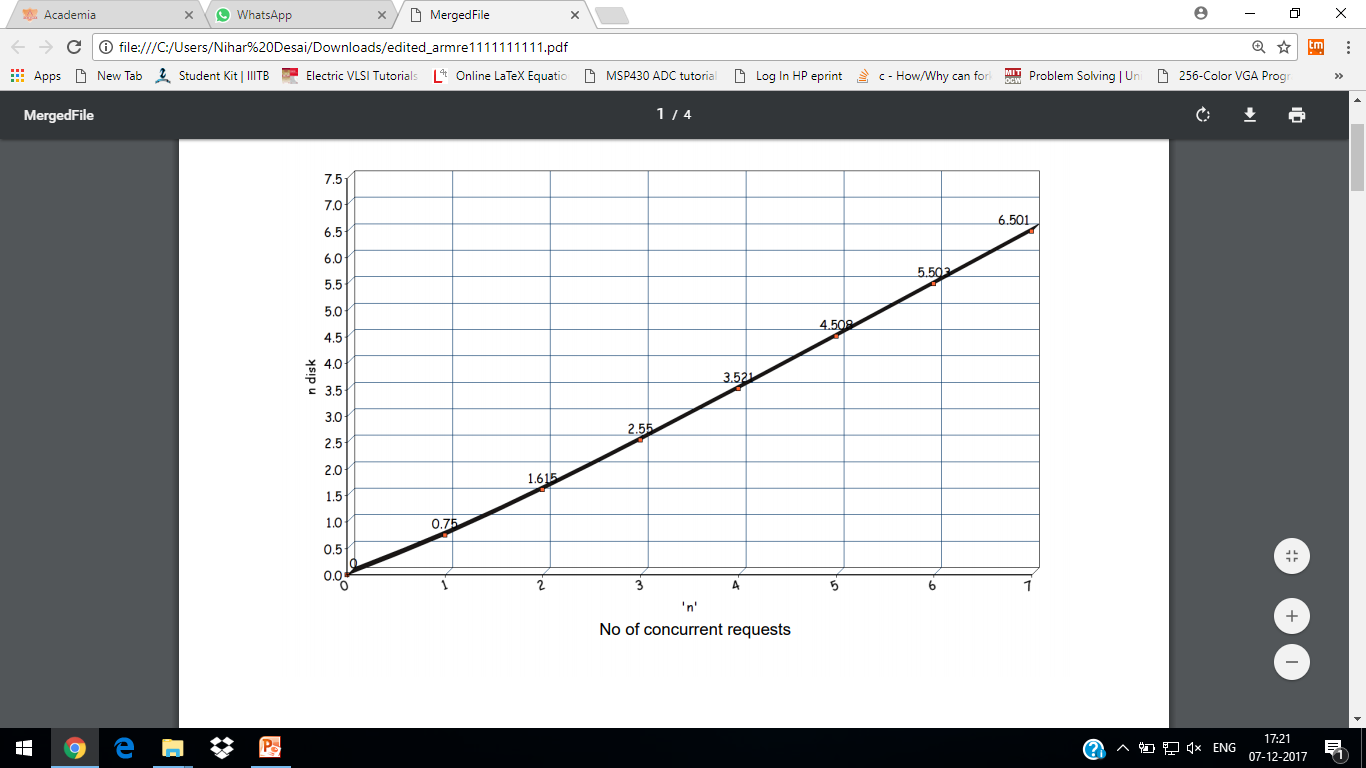 Academia
WhatsApp
MergedFile
file:///C:/Users/Nihar%20Desai/Downloads/edited_armre1111111111.pdf
tm
Apps New Tab Student Kit | IIITB Electric VLSI Tutorials Online LaTeX Equatio MSP430 ADC tutorial Log In HP eprint c - How/Why can fork MIT OCW Problem Solving | Un 256-Color VGA Progr »
MergedFile 1 / 4
7.5
7.0
6.5
6.0
5.5
5.0
4.5
4.0
3.5
3.0
2.5
2.0
1.5
1.0
0.5
0.0
n disk
6.501
5.503
4.508
3.521
2.55
1.615
0.75
0
0 1 2 3 4 5 6 7
'n'
No of concurrent requests
ENG
17:21
07-12-2017
1